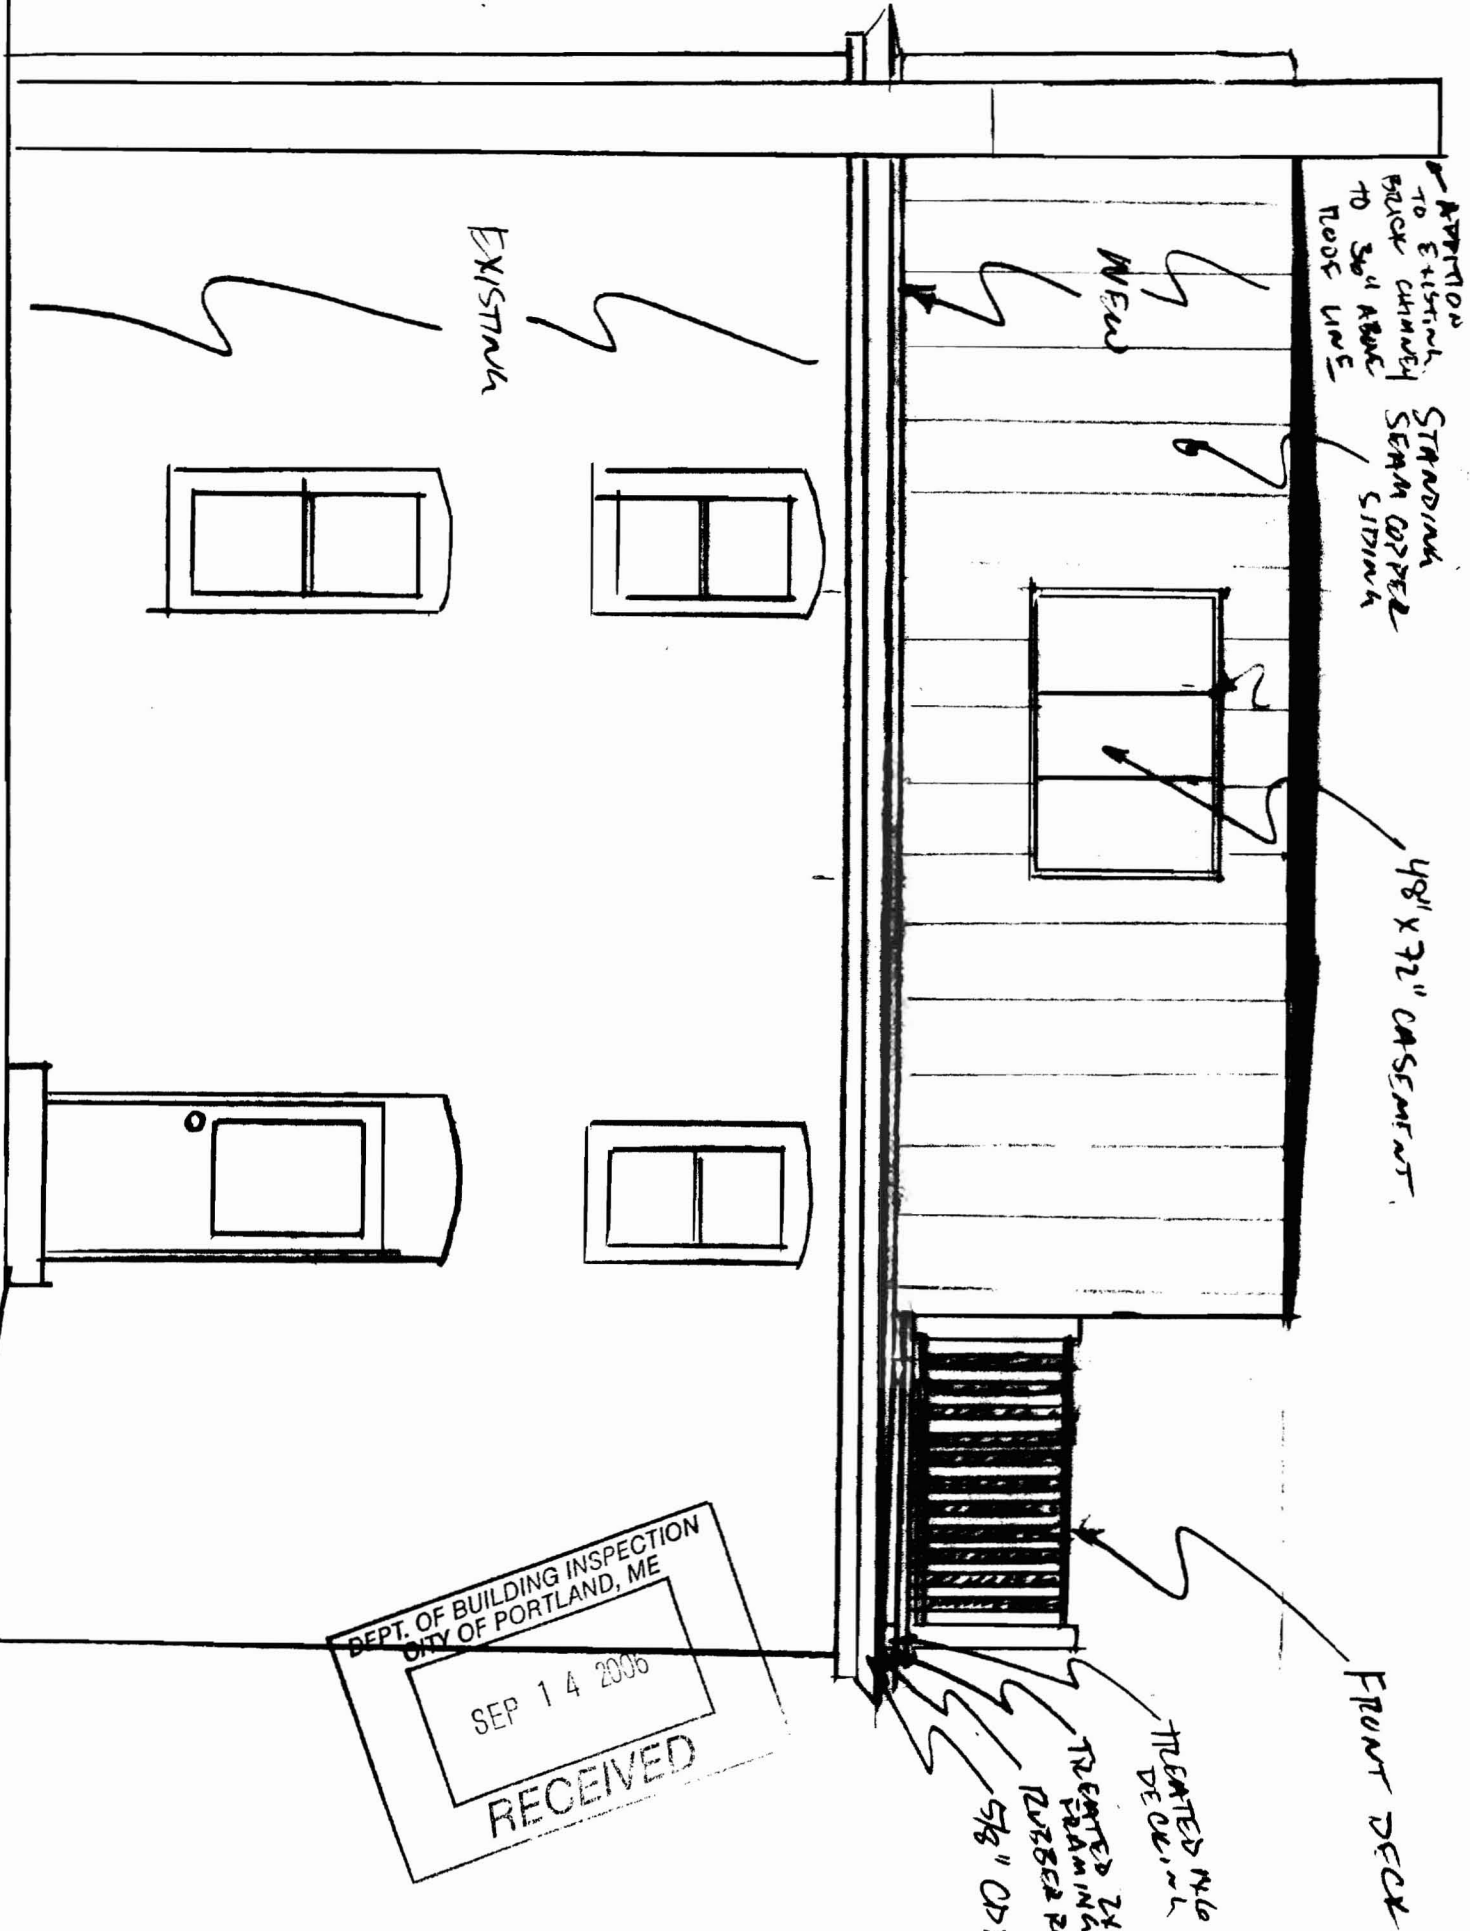 ADDITION
TO EXISTING
BRICK CHIMNEY
TO 36" ABOVE
ROOF LINE
STANDING
SEAM COPPER
SIDING
48" X 72" CASEMENT
FRONT DECK
NEW
EXISTING
TREATED 1X6
DECKING
TREATED 2X
FRAMING
RUBBER
5/8"
DEPT. OF BUILDING INSPECTION
CITY OF PORTLAND, ME
SEP 14 2006
RECEIVED